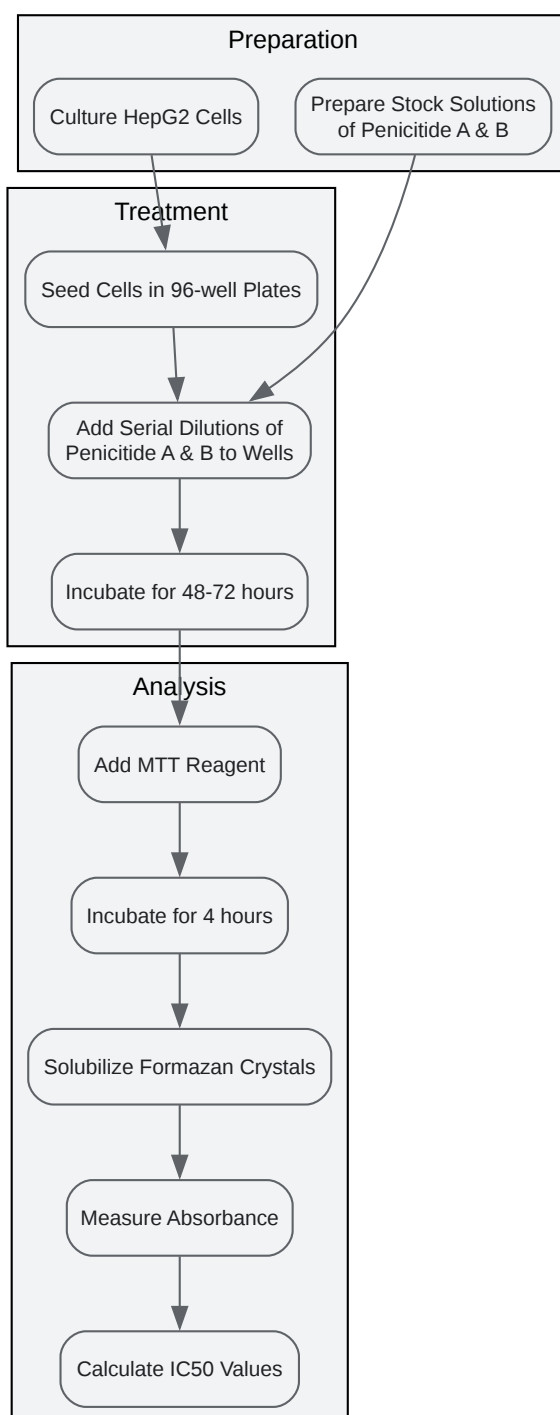 Preparation
Culture HepG2 Cells
Prepare Stock Solutions
of Penicitide A & B
Treatment
Seed Cells in 96-well Plates
Add Serial Dilutions of
Penicitide A & B to Wells
Incubate for 48-72 hours
Analysis
Add MTT Reagent
Incubate for 4 hours
Solubilize Formazan Crystals
Measure Absorbance
Calculate IC50 Values